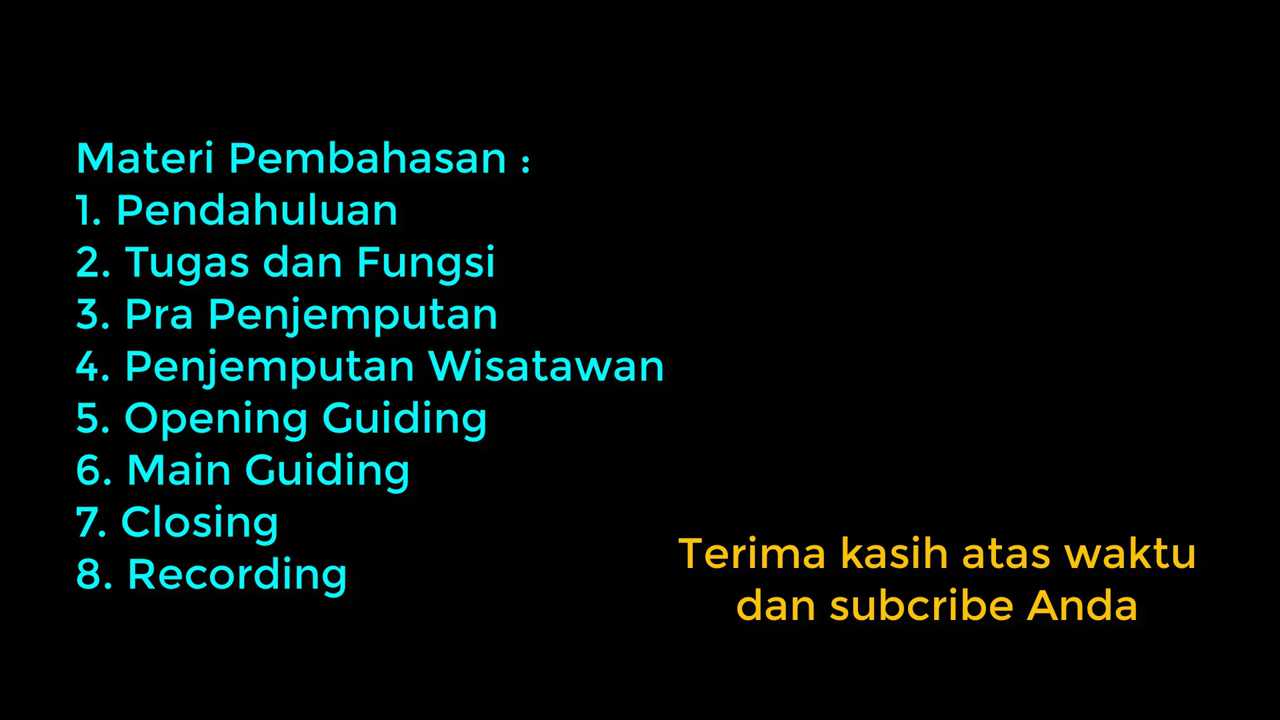 Materi Pembahasan :
1. Pendahuluan
2. Tugas dan Fungsi
3. Pra Penjemputan
4. Penjemputan Wisatawan
5. Opening Guiding
6. Main Guiding
7. Closing
8. Recording
Terima kasih atas waktu
dan subcribe Anda